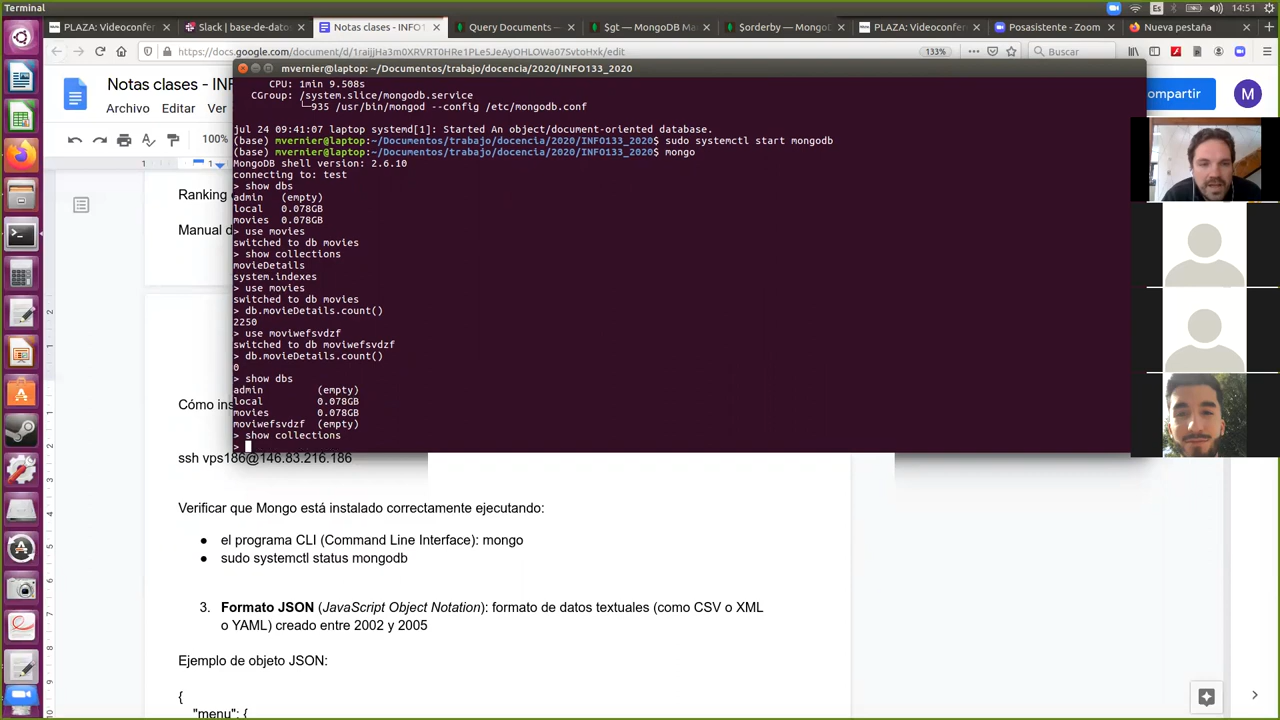 Terminal
Es
14:51
PLAZA: Videoconfer
Slack | base-de-datos
Notas clases - INFO1
Query Documents —
$gt — MongoDB Ma
$orderby — MongoD
PLAZA: Videoconfer
Posasistente - Zoom
Nueva pestaña
https://docs.google.com/document/d/1raijjHa3m0XRVRT0HRe1PLe5JeAyOHLOWa07SvtoHxk/edit
133%
Buscar
mvernier@laptop: ~/Documentos/trabajo/docencia/2020/INFO133_2020
Notas clases - IN
Archivo Editar Ver
ompartir
M
100%
CPU: 1min 9.508s
CGroup: /system.slice/mongodb.service
└─935 /usr/bin/mongod --config /etc/mongodb.conf
jul 24 09:41:07 laptop systemd[1]: Started An object/document-oriented database.
(base) mvernier@laptop:~/Documentos/trabajo/docencia/2020/INFO133_2020$ sudo systemctl start mongodb
(base) mvernier@laptop:~/Documentos/trabajo/docencia/2020/INFO133_2020$ mongo
MongoDB shell version: 2.6.10
connecting to: test
> show dbs
admin (empty)
local 0.078GB
movies 0.078GB
> use movies
switched to db movies
> show collections
movieDetails
system.indexes
> use movies
switched to db movies
> db.movieDetails.count()
2250
> use moviwefsvdzf
switched to db moviwefsvdzf
> db.movieDetails.count()
0
> show dbs
admin (empty)
local 0.078GB
movies 0.078GB
moviwefsvdzf (empty)
> show collections
>
Ranking
Manual d
Cómo ins
ssh vps186@146.83.216.186
Verificar que Mongo está instalado correctamente ejecutando:
● el programa CLI (Command Line Interface): mongo
● sudo systemctl status mongodb
3. Formato JSON (JavaScript Object Notation): formato de datos textuales (como CSV o XML
o YAML) creado entre 2002 y 2005
Ejemplo de objeto JSON:
{
"menu": {